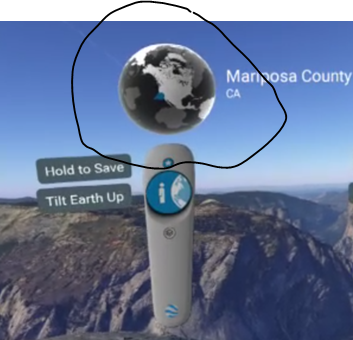 Mariposa County
CA
Hold to Save
Tilt Earth Up